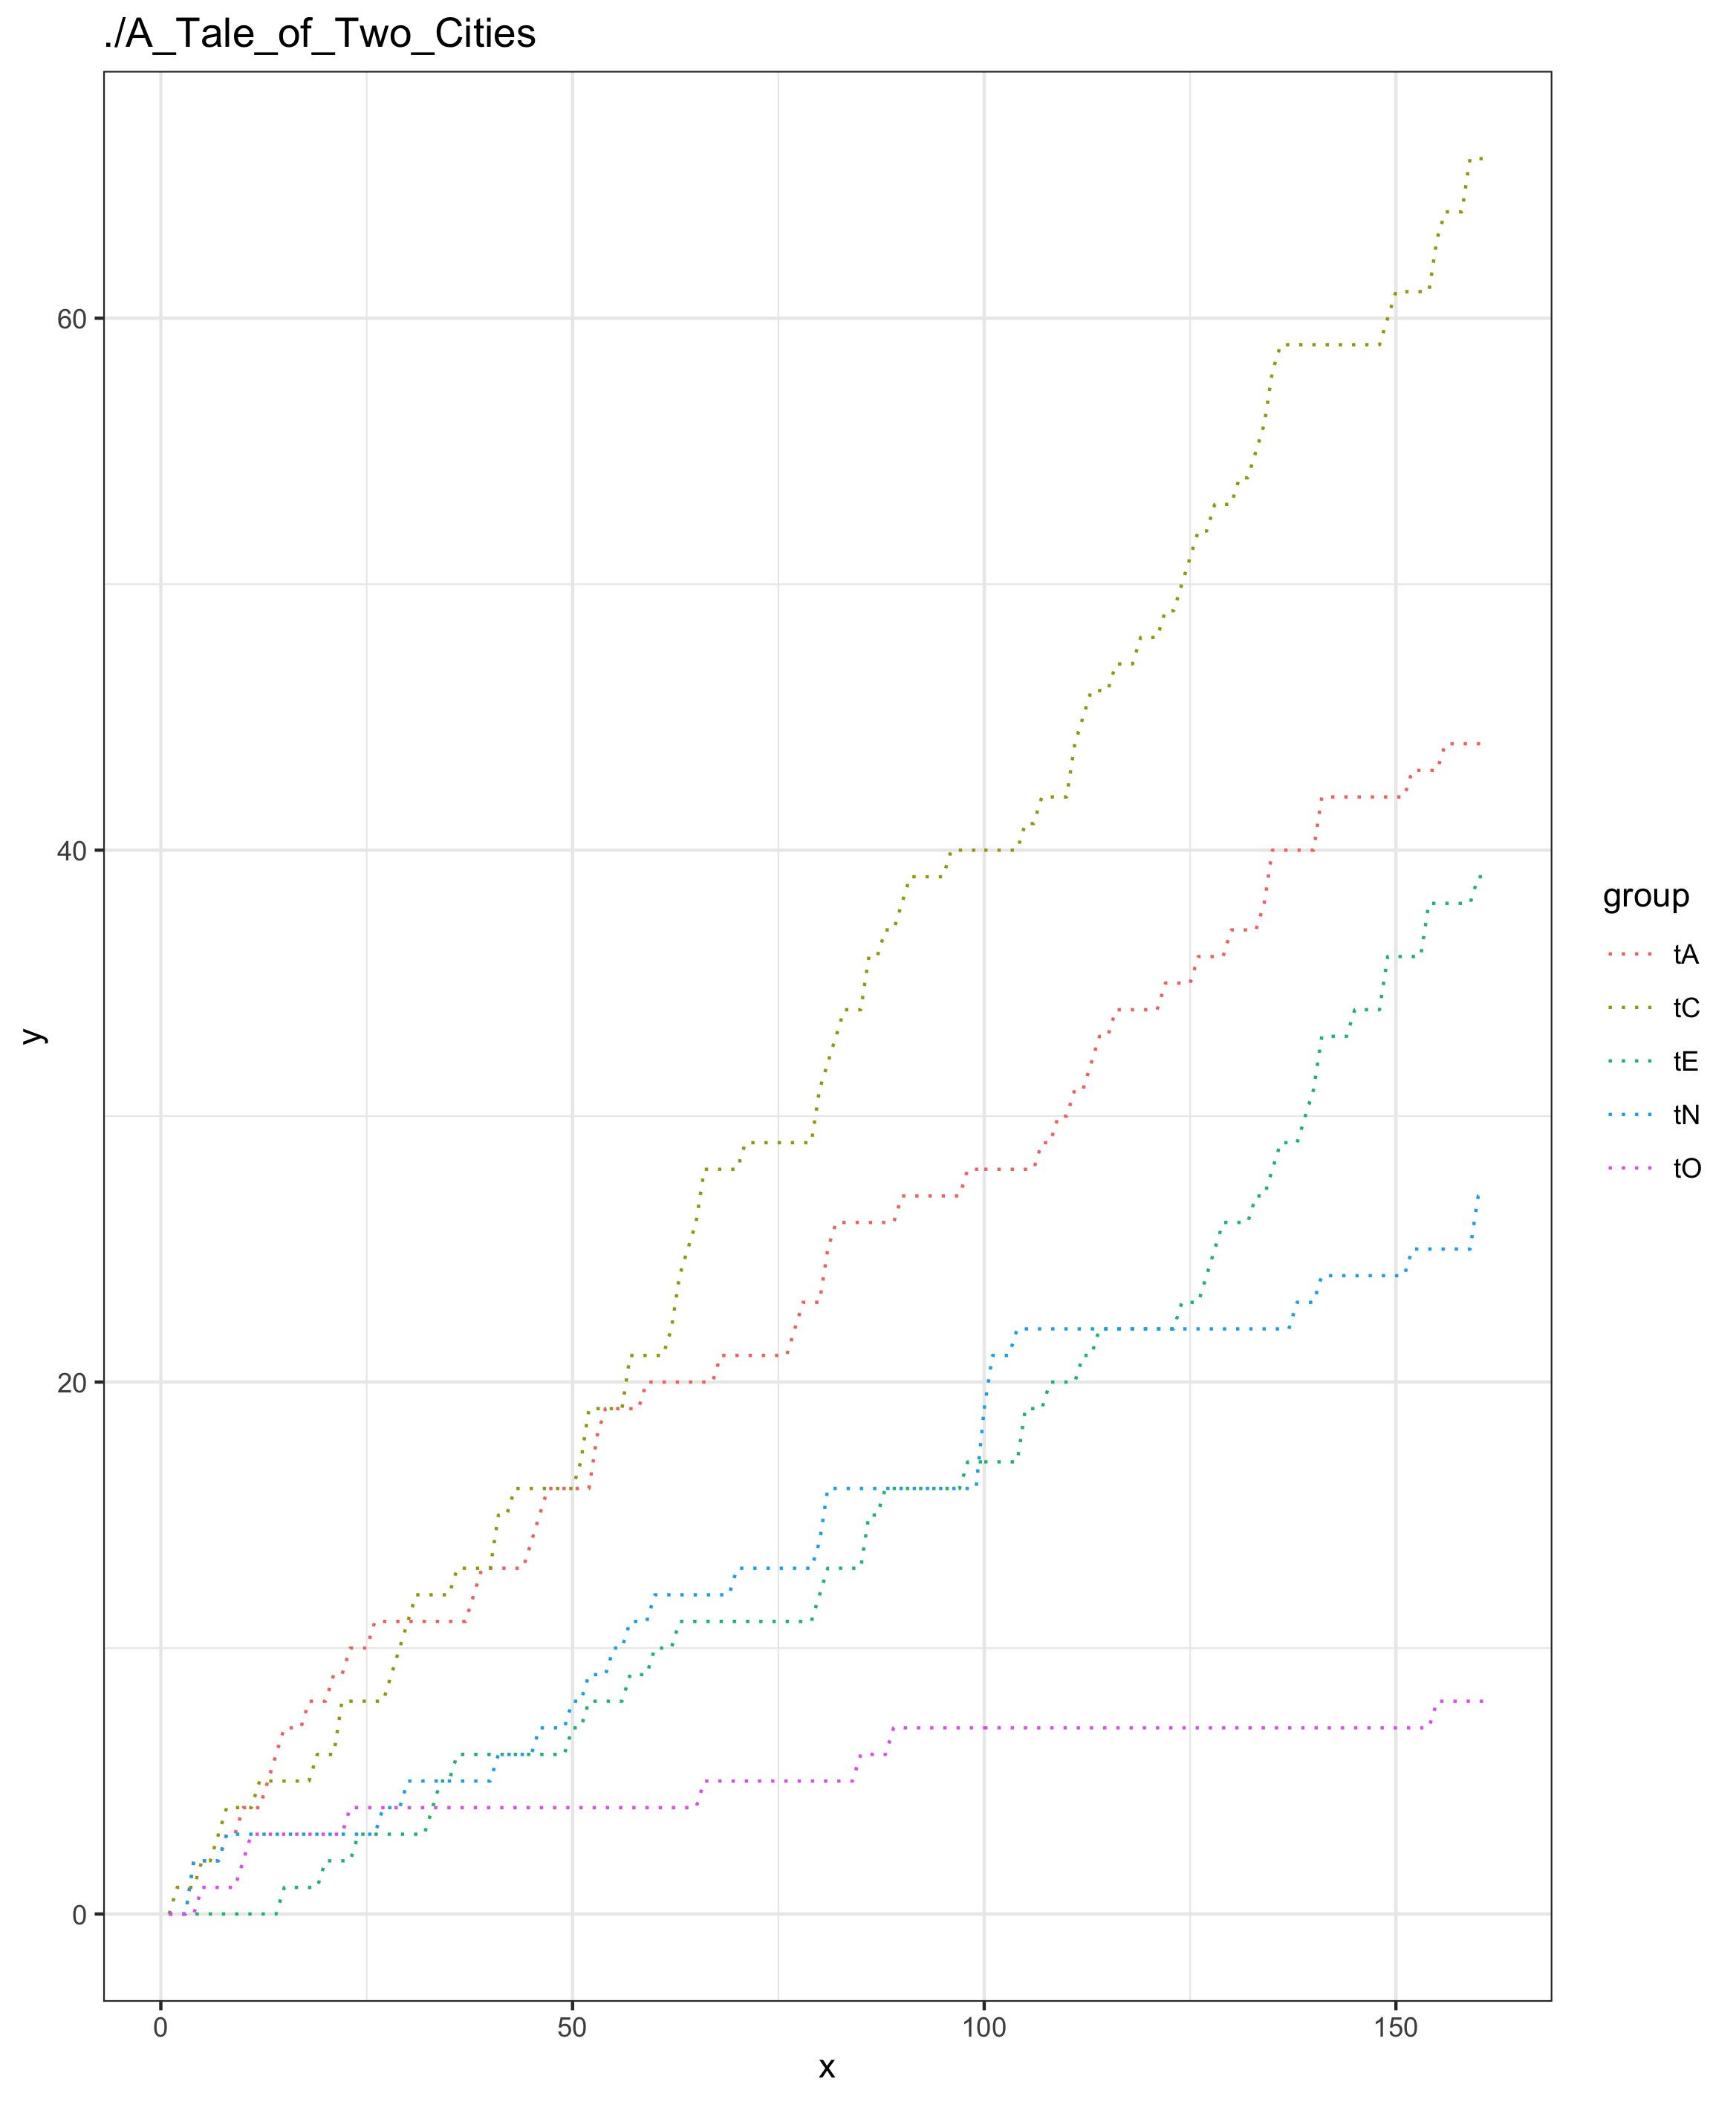 ./A_Tale_of_Two_Cities
60
40
20
0
y
0 50 100 150
x
group
tA
tC
tE
tN
tO